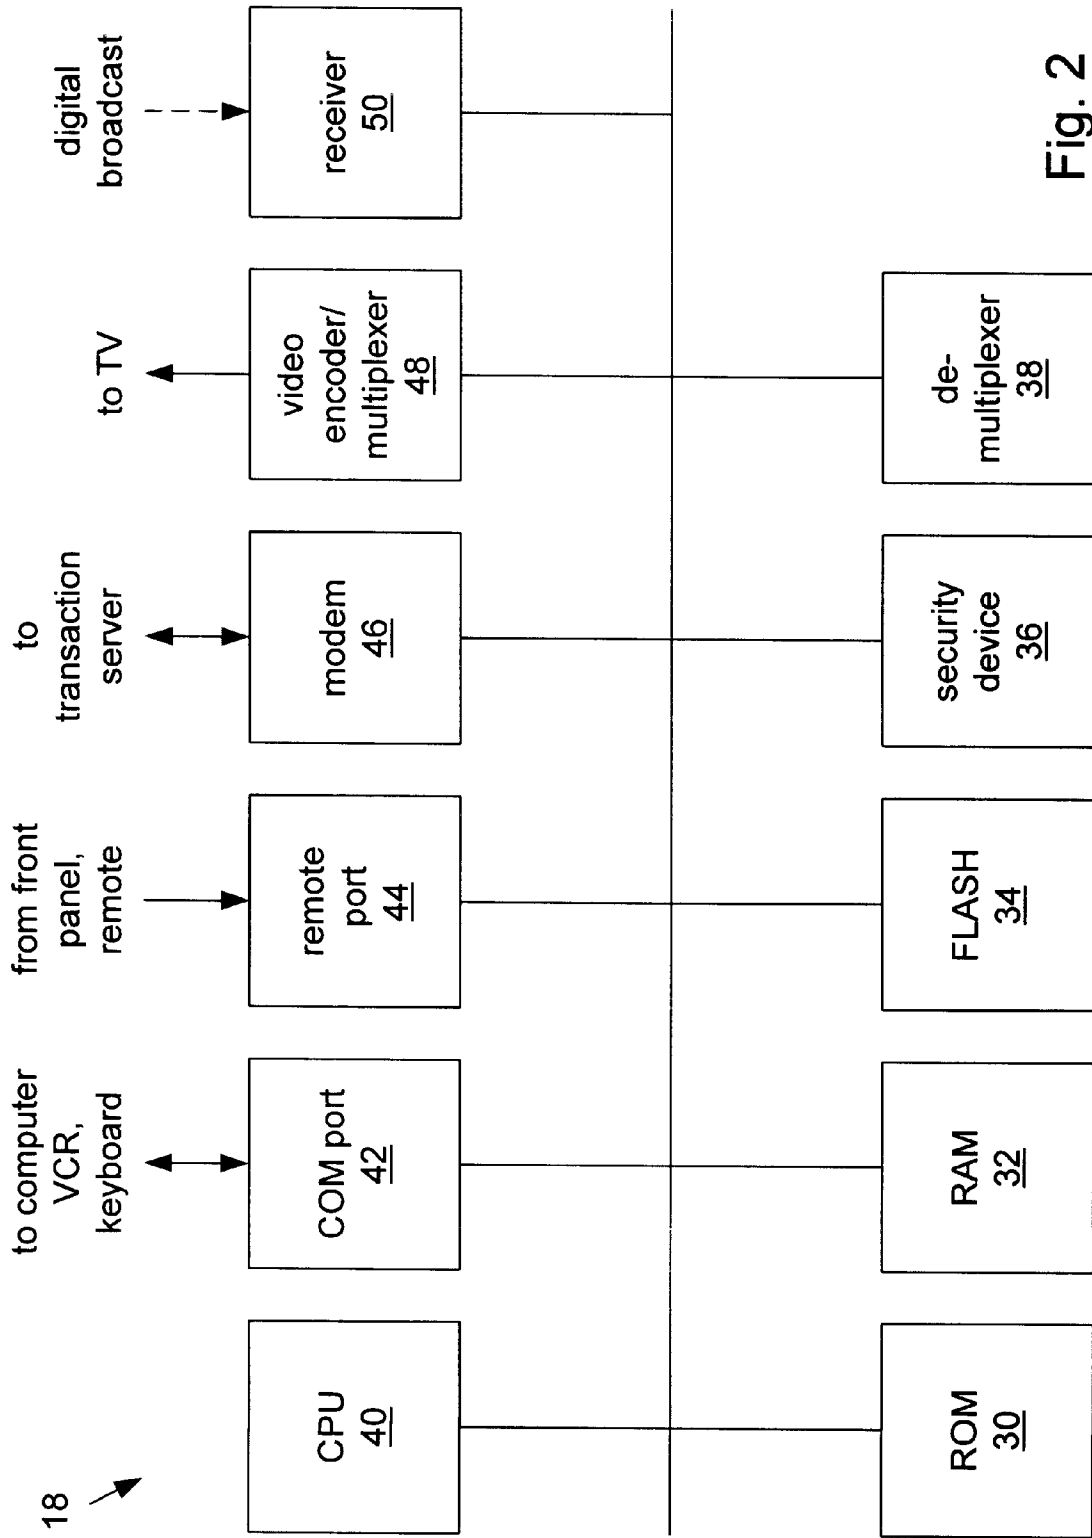 18
to computer
VCR,
keyboard
from front
panel,
remote
to
transaction
server
to TV
digital
broadcast
CPU
40
COM port
42
remote
port
44
modem
46
video
encoder/
multiplexer
48
receiver
50
ROM
30
RAM
32
FLASH
34
security
device
36
de-
multiplexer
38
Fig. 2